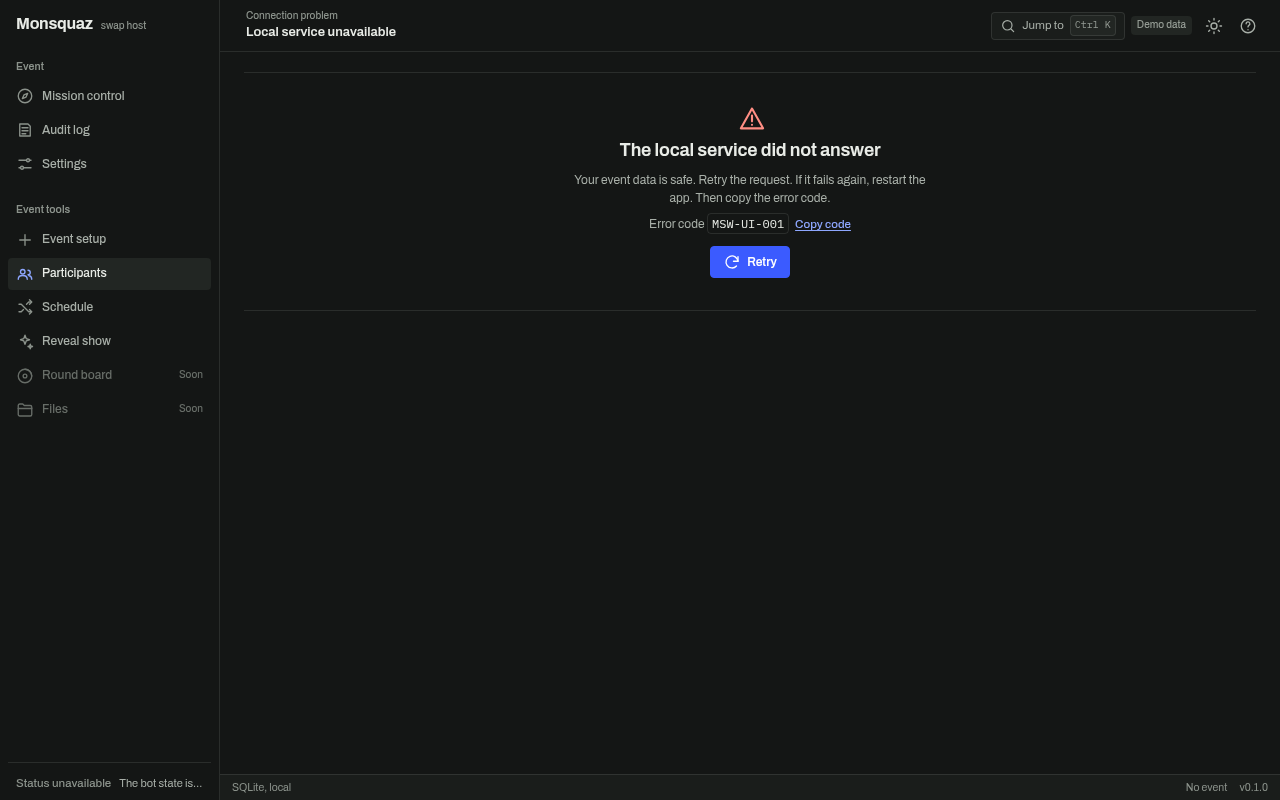 Monsquaz swap host
Event
Mission control
Audit log
Settings
Event tools
Event setup
Participants
Schedule
Reveal show
Round board Soon
Files Soon
Status unavailable The bot state is...
Connection problem
Local service unavailable
Jump to Ctrl K
Demo data
The local service did not answer
Your event data is safe. Retry the request. If it fails again, restart the
app. Then copy the error code.
Error code MSW-UI-001 Copy code
Retry
SQLite, local
No event v0.1.0